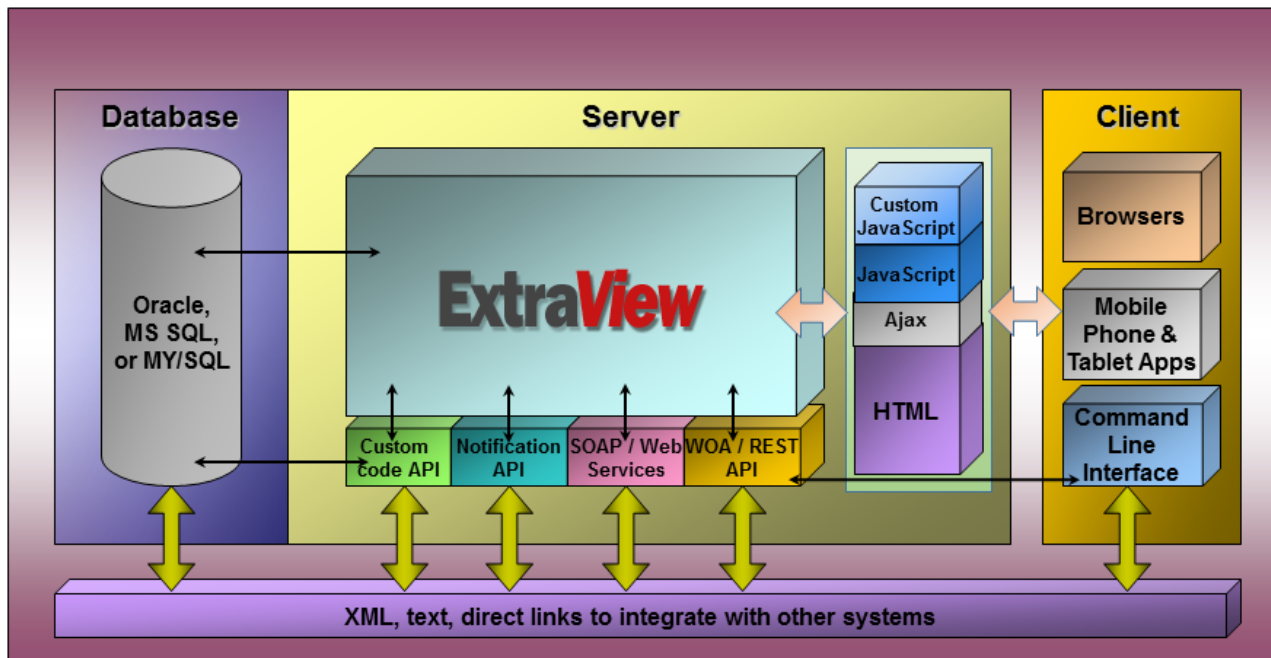 Database
Server
Client
Oracle,
MS SQL,
or MY/SQL
ExtraView
Custom
JavaScript
JavaScript
Ajax
HTML
Browsers
Mobile
Phone &
Tablet Apps
Command
Line
Interface
Custom
Code API
Notification
API
SOAP / Web
Services
WOA / REST
API
XML, text, direct links to integrate with other systems